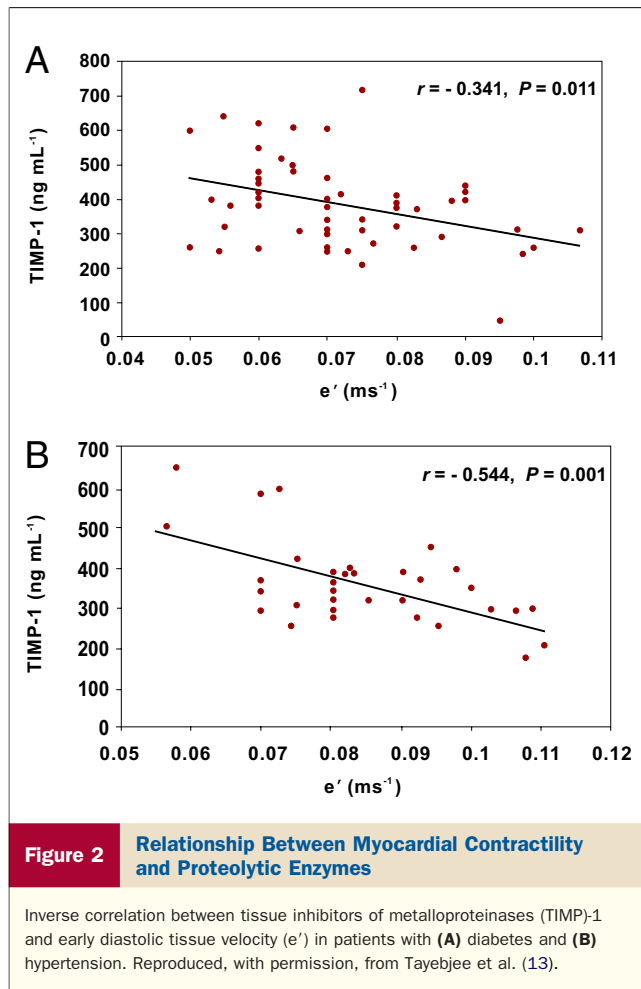 A
r = - 0.341, P = 0.011
TIMP-1 (ng mL⁻¹)
800
700
600
500
400
300
200
100
0
0.04 0.05 0.06 0.07 0.08 0.09 0.1 0.11
e′ (ms⁻¹)
B
r = - 0.544, P = 0.001
TIMP-1 (ng mL⁻¹)
700
600
500
400
300
200
100
0
0.05 0.06 0.07 0.08 0.09 0.1 0.11 0.12
e′ (ms⁻¹)
Figure 2
Relationship Between Myocardial Contractility
and Proteolytic Enzymes
Inverse correlation between tissue inhibitors of metalloproteinases (TIMP)-1
and early diastolic tissue velocity (e′) in patients with (A) diabetes and (B)
hypertension. Reproduced, with permission, from Tayebjee et al. (13).